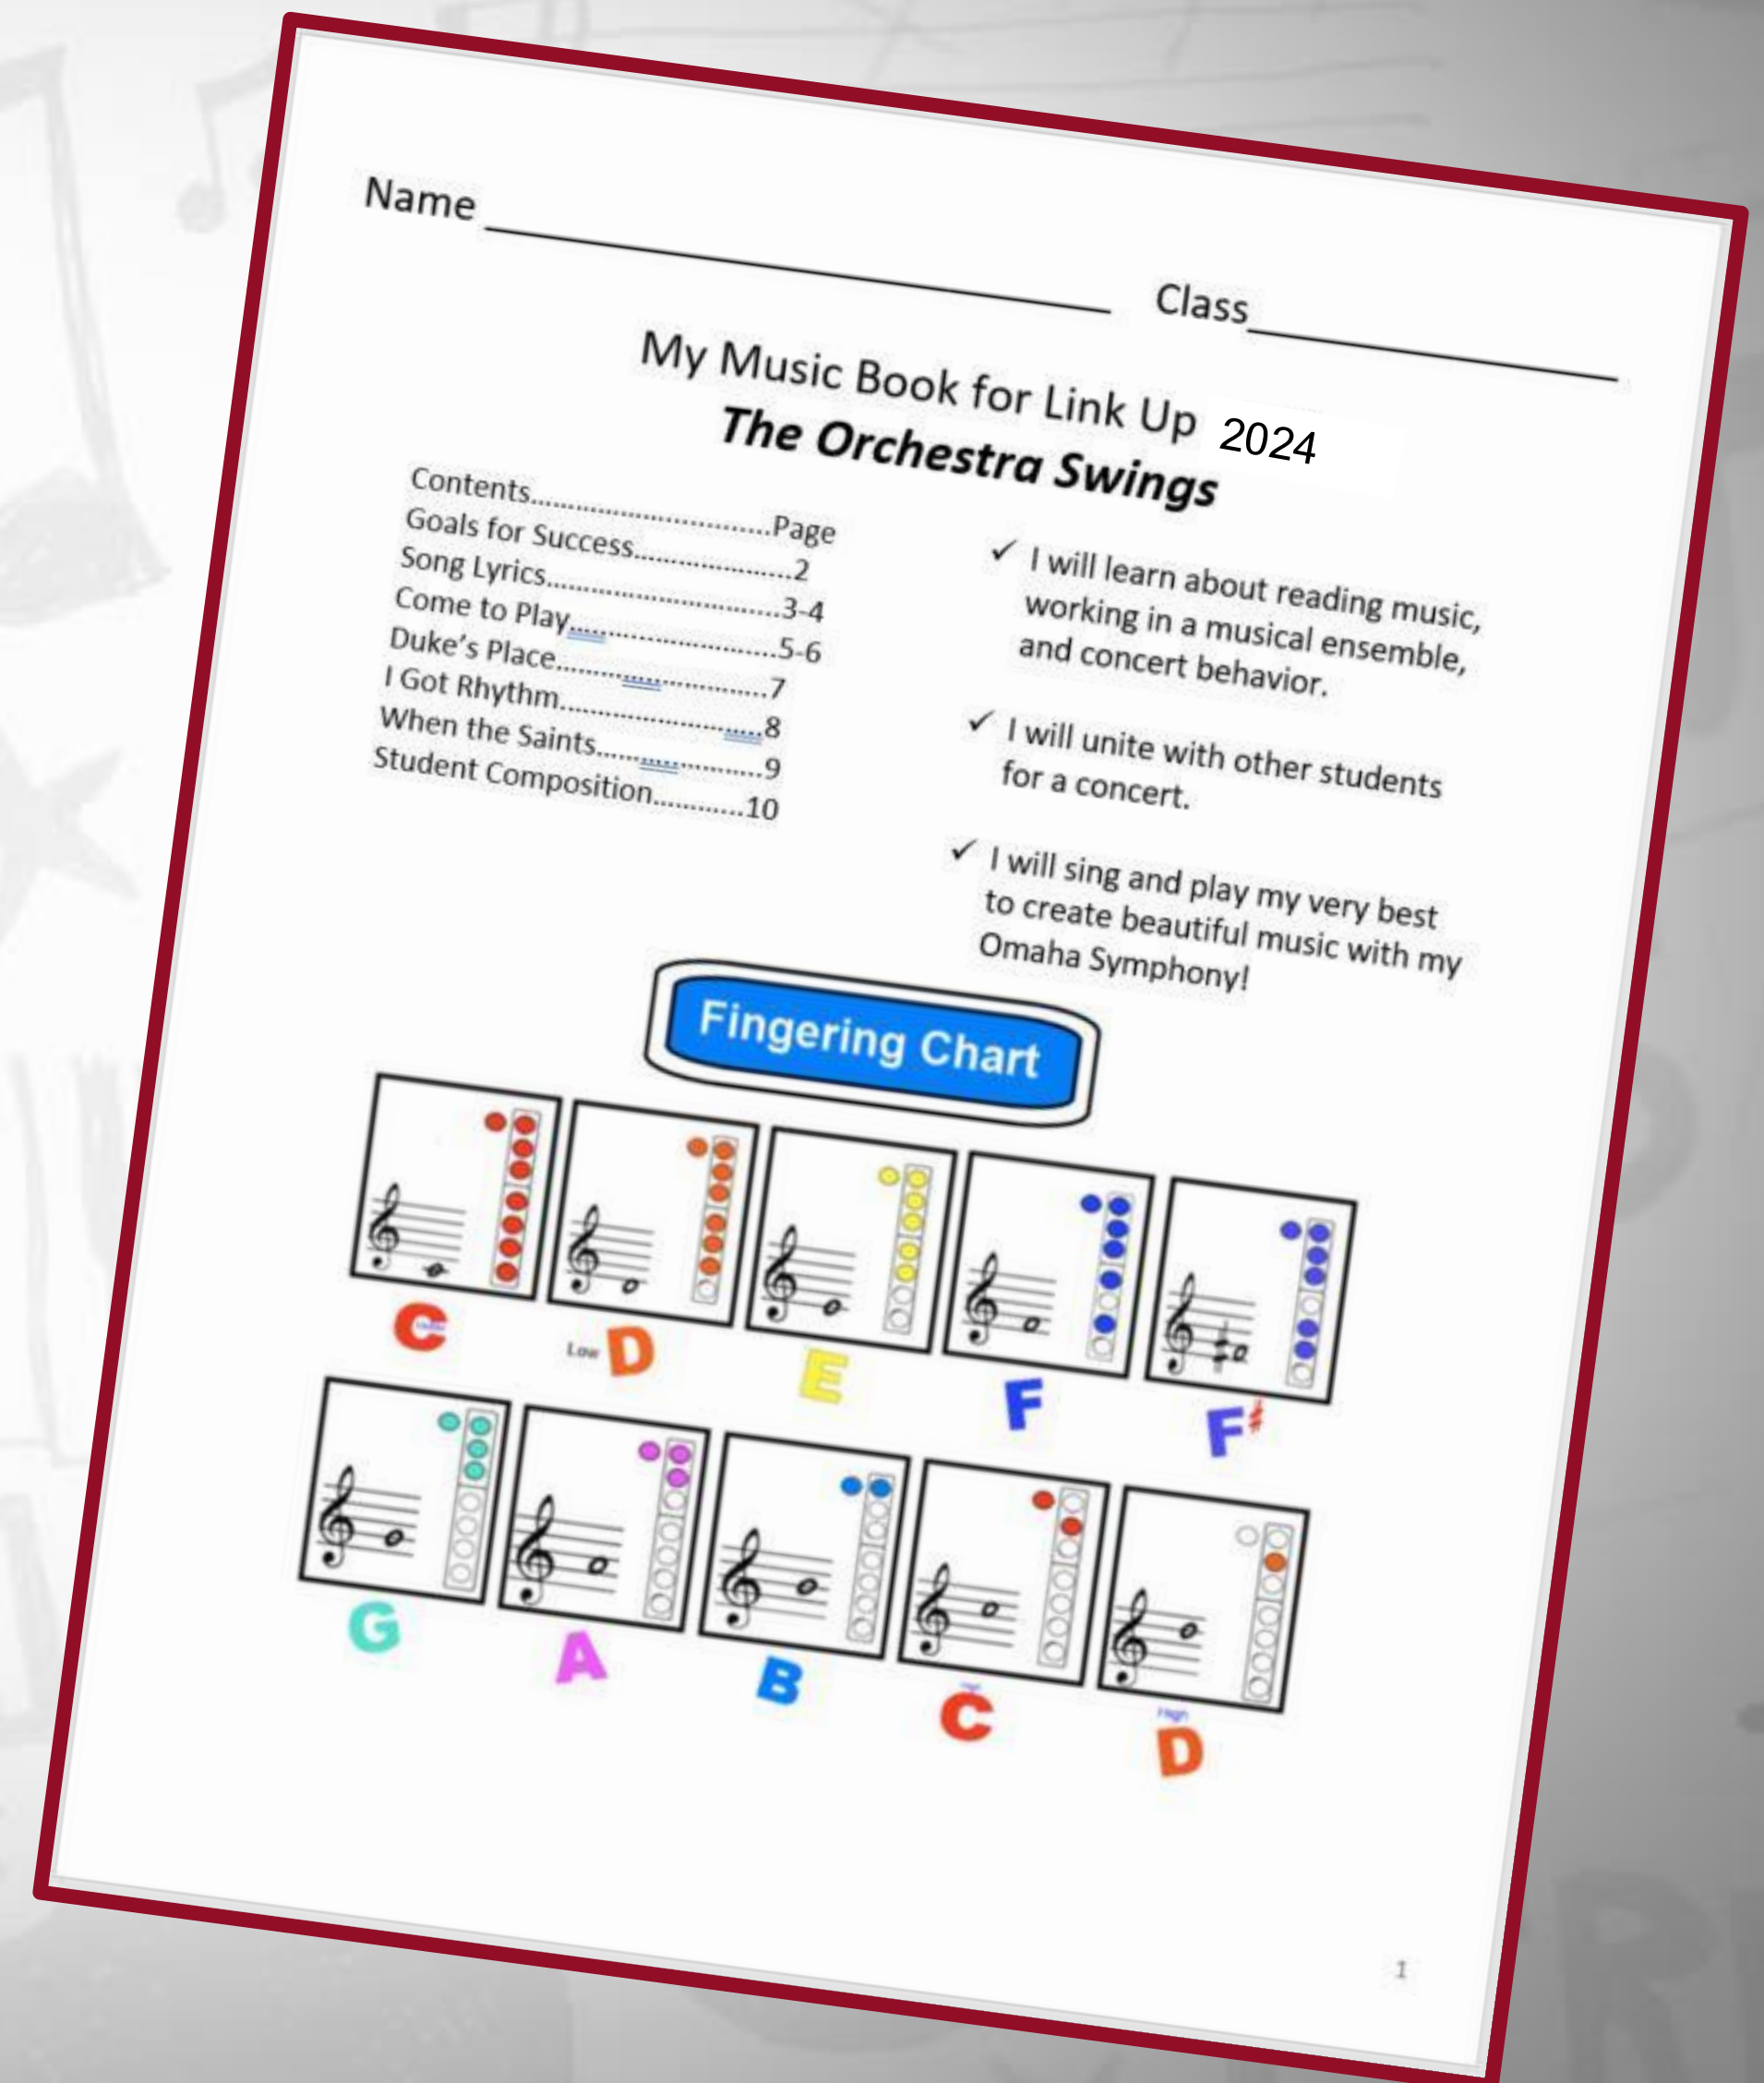 Name
Class
My Music Book for Link Up 2024
The Orchestra Swings
Contents................................Page
Goals for Success.....................2
Song Lyrics...............................3-4
Come to Play............................5-6
Duke's Place............................7
I Got Rhythm...........................8
When the Saints......................9
Student Composition............10
✓ I will learn about reading music,
working in a musical ensemble,
and concert behavior.
✓ I will unite with other students
for a concert.
✓ I will sing and play my very best
to create beautiful music with my
Omaha Symphony!
Fingering Chart
C
Low D
E
F
F#
G
A
B
C
High
D
1